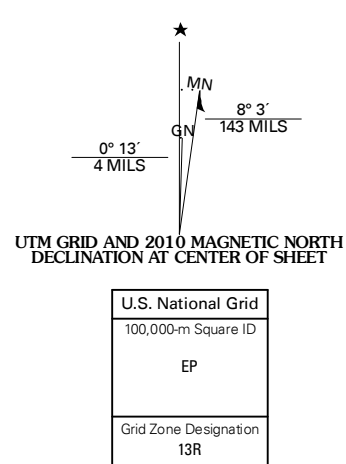 ★
MN
GN
8° 3´
143 MILS
0° 13´
4 MILS
UTM GRID AND 2010 MAGNETIC NORTH
DECLINATION AT CENTER OF SHEET
U.S. National Grid
100,000-m Square ID
EP
Grid Zone Designation
13R